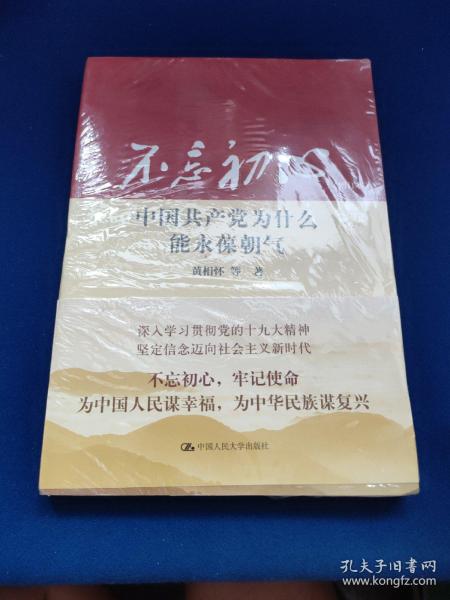 不忘初心
中国共产党为什么
能永葆朝气
黄相怀 等 著
深入学习贯彻党的十九大精神
坚定信念迈向社会主义新时代
不忘初心，牢记使命
为中国人民谋幸福，为中华民族谋复兴
中国人民大学出版社
孔夫子旧书网
www.kongfz.com